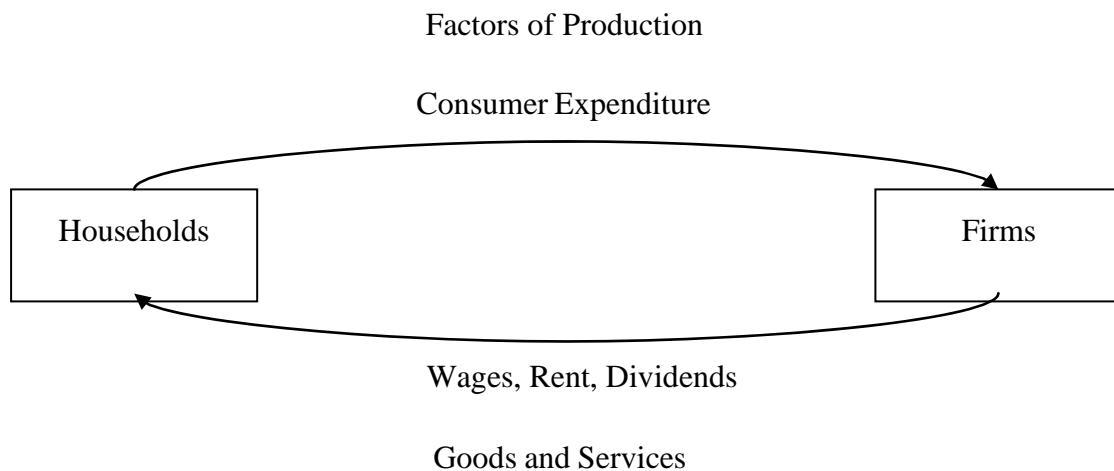 Factors of Production
Consumer Expenditure
Households
Firms
Wages, Rent, Dividends
Goods and Services